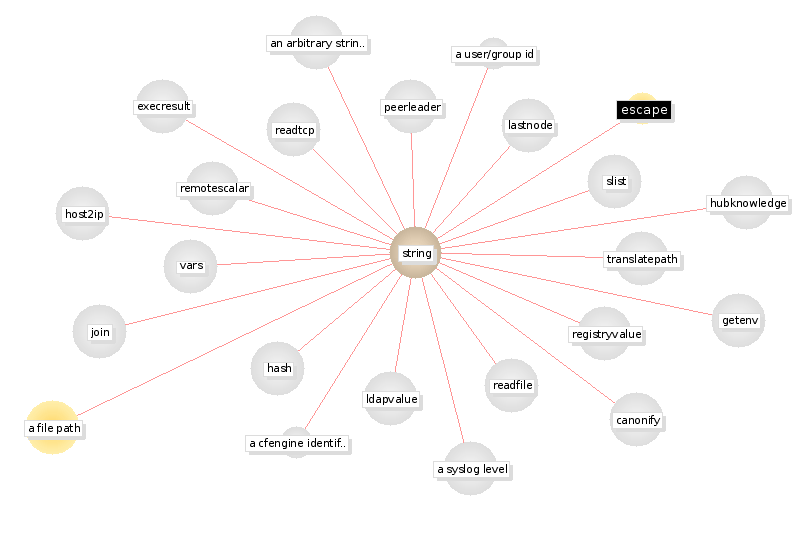 an arbitrary strin..
a user/group id
execresult
peerleader
escape
readtcp
lastnode
remotescalar
slist
host2ip
hubknowledge
string
vars
translatepath
join
getenv
registryvalue
hash
readfile
ldapvalue
a file path
canonify
a cfengine identif..
a syslog level